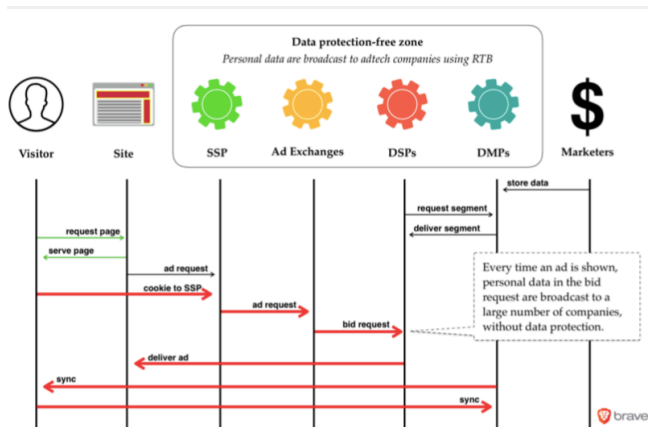 Data protection-free zone
Personal data are broadcast to adtech companies using RTB
Visitor
Site
SSP
Ad Exchanges
DSPs
DMPs
Marketers
$
store data
request segment
deliver segment
request page
serve page
ad request
cookie to SSP
ad request
bid request
Every time an ad is shown,
personal data in the bid
request are broadcast to a
large number of companies,
without data protection.
deliver ad
sync
sync
brave